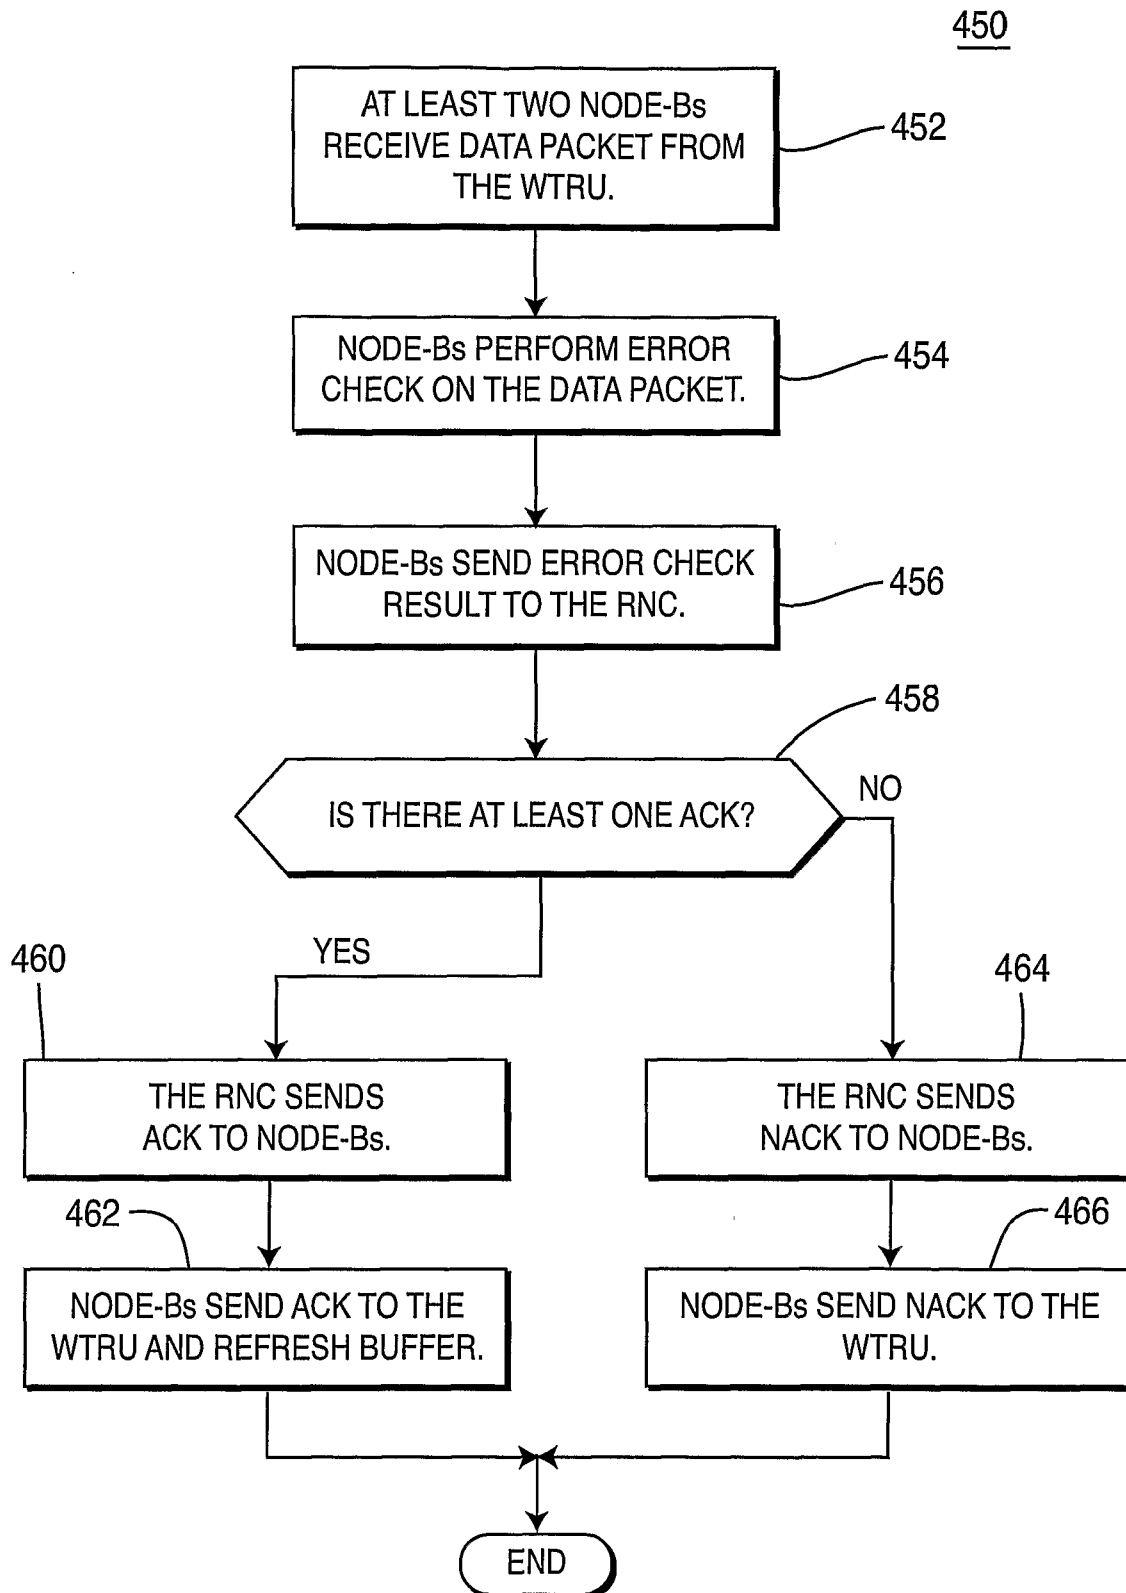 450
AT LEAST TWO NODE-Bs
RECEIVE DATA PACKET FROM
THE WTRU.
452
NODE-Bs PERFORM ERROR
CHECK ON THE DATA PACKET.
454
NODE-Bs SEND ERROR CHECK
RESULT TO THE RNC.
456
458
IS THERE AT LEAST ONE ACK?
NO
YES
460
464
THE RNC SENDS
ACK TO NODE-Bs.
THE RNC SENDS
NACK TO NODE-Bs.
462
466
NODE-Bs SEND ACK TO THE
WTRU AND REFRESH BUFFER.
NODE-Bs SEND NACK TO THE
WTRU.
END